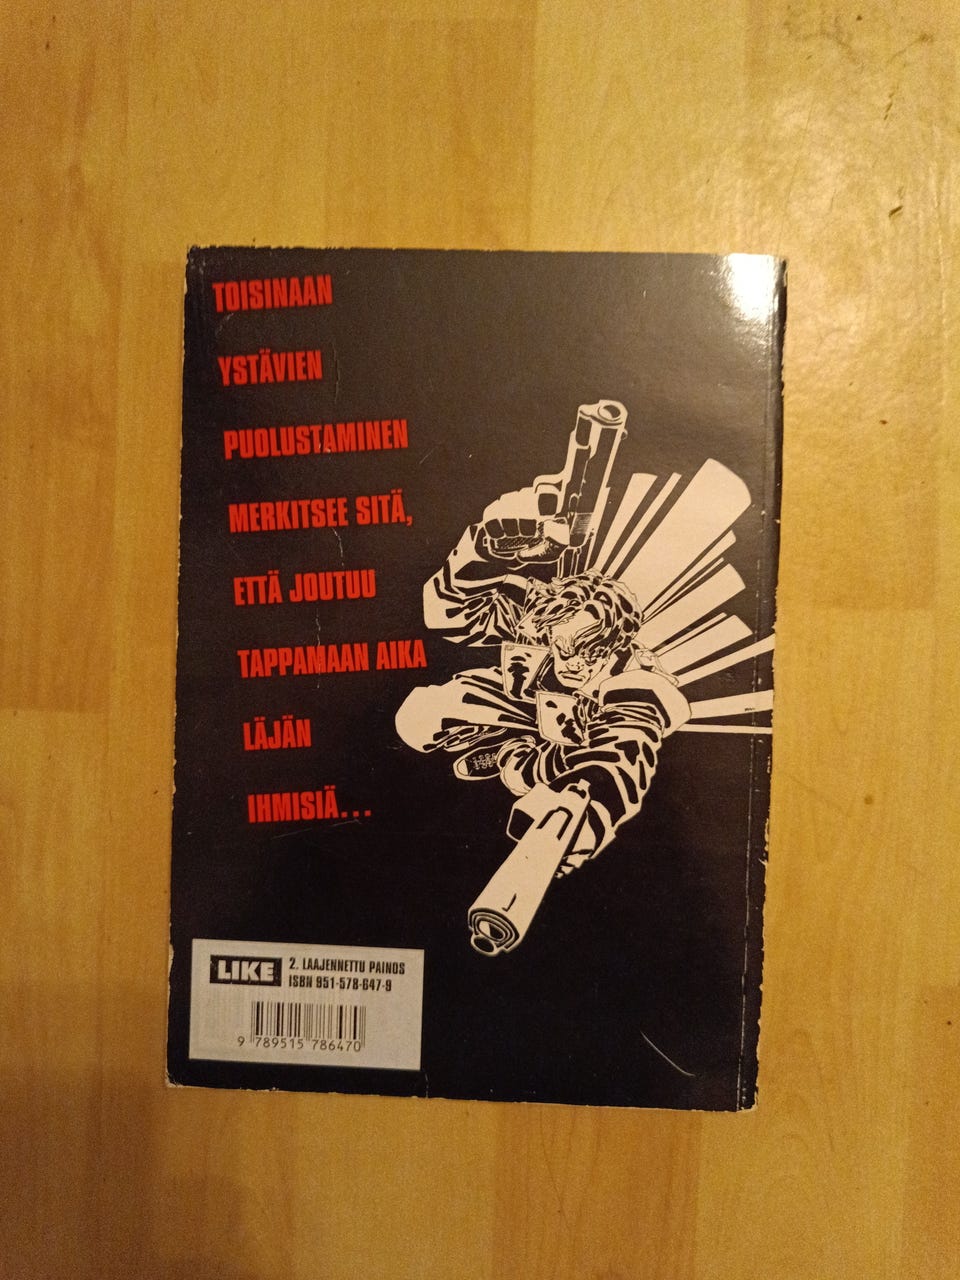 TOISINAAN
YSTÄVIEN
PUOLUSTAMINEN
MERKITSEE SITÄ,
ETTÄ JOUTUU
TAPPAMAAN AIKA
LÄJÄN
IHMISIÄ...
LIKE
2. LAAJENNETTU PAINOS
ISBN 951-578-647-9
9 789515 786470